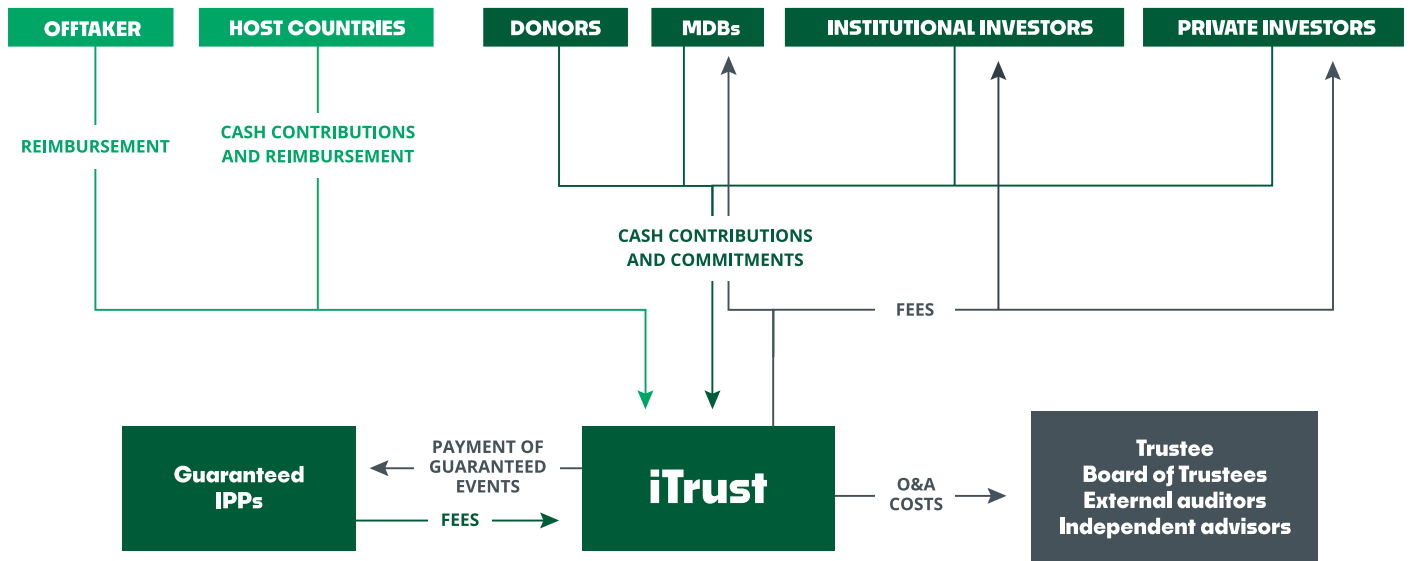 OFFTAKER
HOST COUNTRIES
DONORS
MDBs
INSTITUTIONAL INVESTORS
PRIVATE INVESTORS
REIMBURSEMENT
CASH CONTRIBUTIONS
AND REIMBURSEMENT
CASH CONTRIBUTIONS
AND COMMITMENTS
FEES
Guaranteed
IPPs
PAYMENT OF
GUARANTEED
EVENTS
FEES
iTrust
O&A
COSTS
Trustee
Board of Trustees
External auditors
Independent advisors